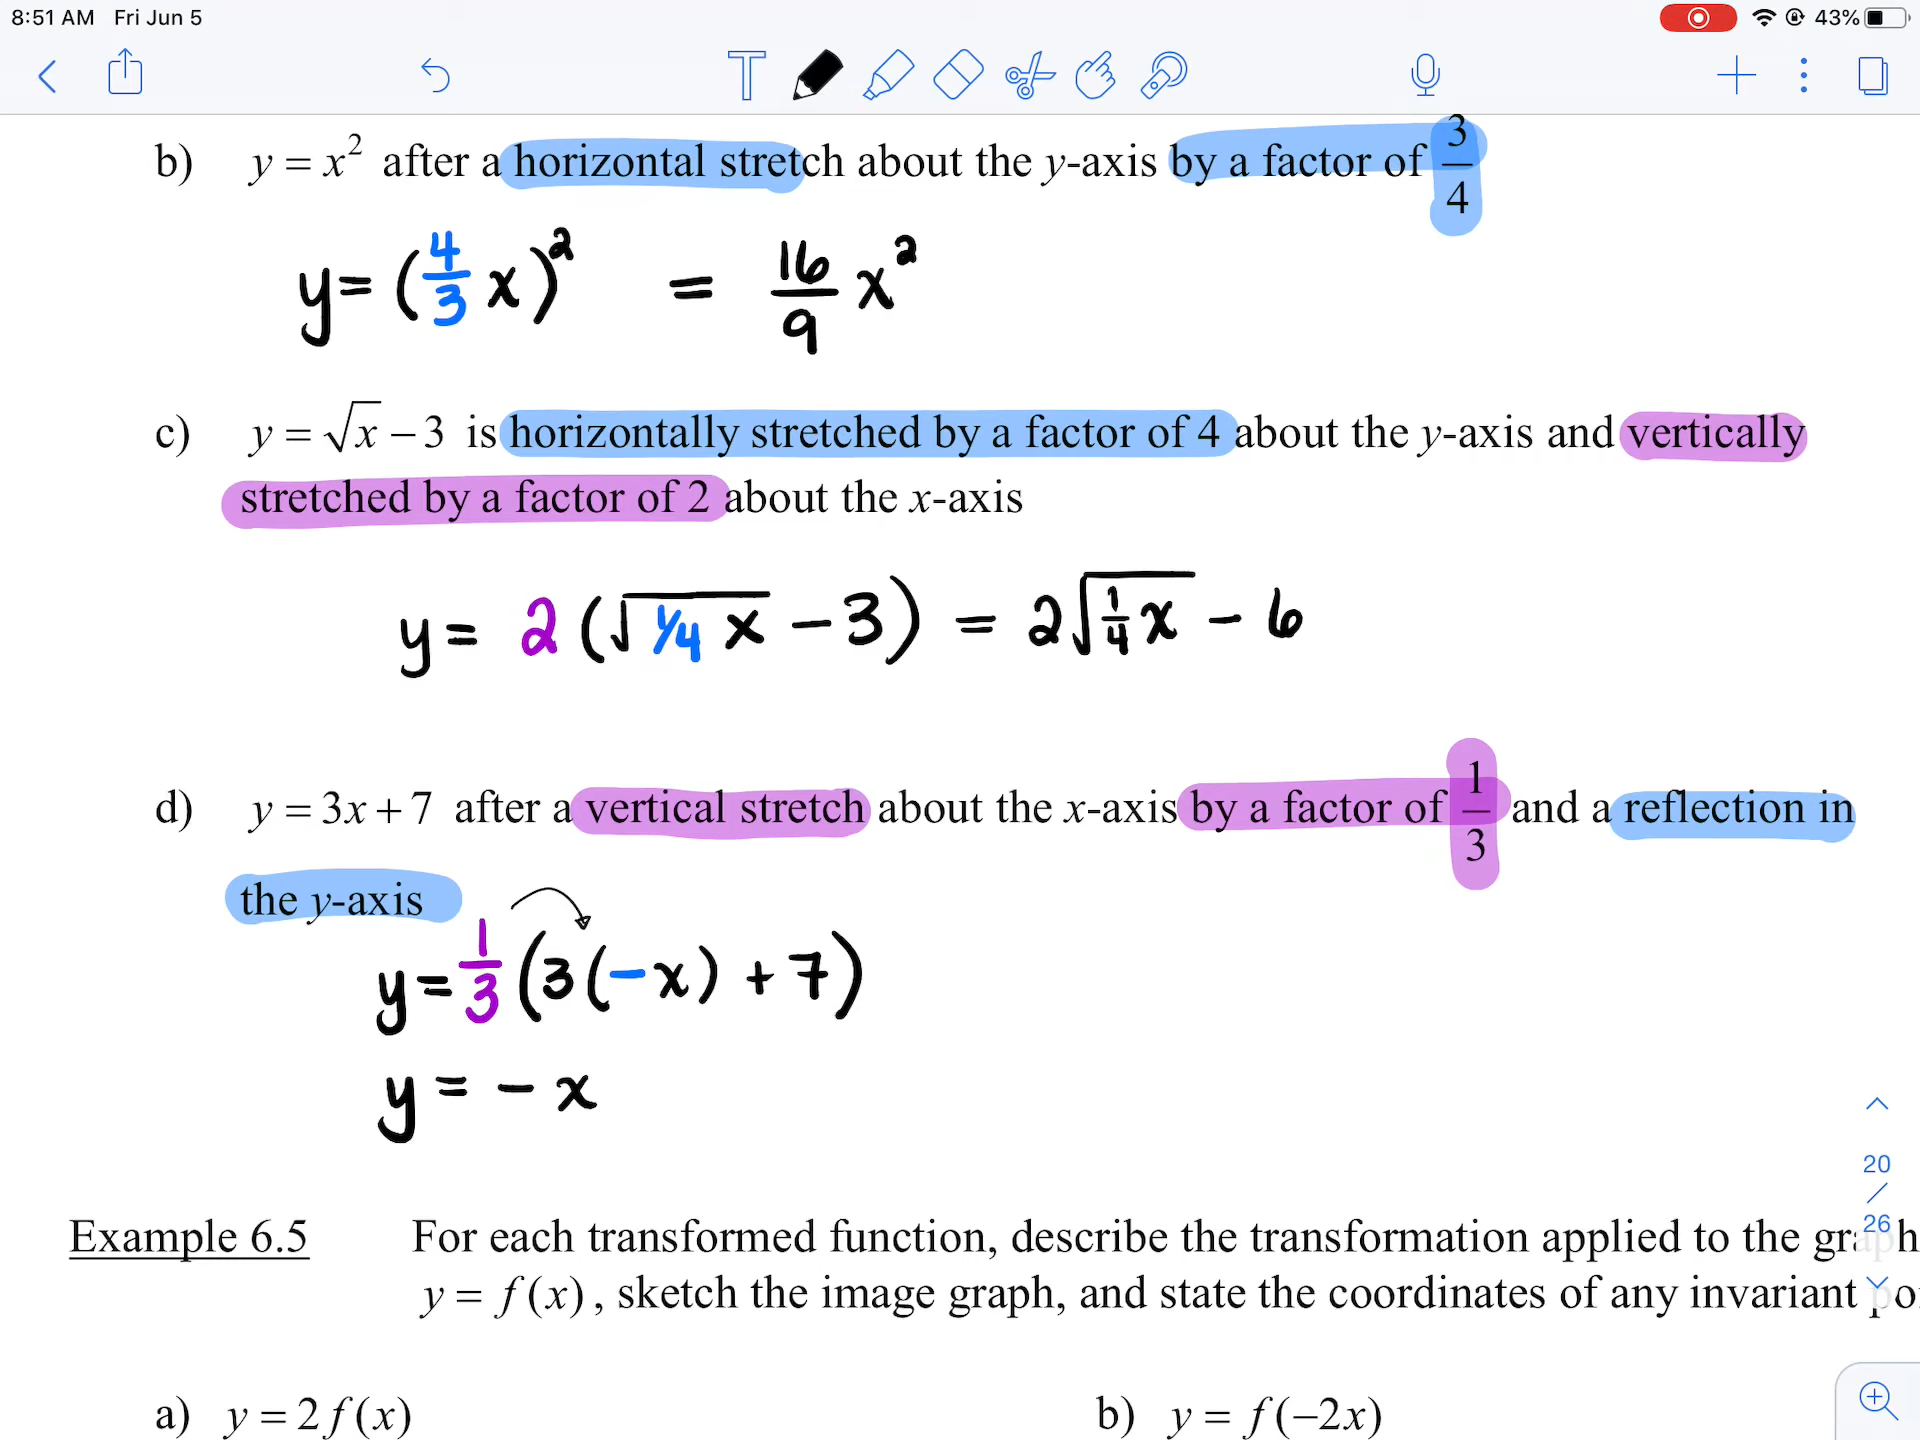 8:51 AM Fri Jun 5 43%
T
b) y = x² after a horizontal stretch about the y-axis by a factor of 3/4
y = (4/3 x)² = 16/9 x²
c) y = √x − 3 is horizontally stretched by a factor of 4 about the y-axis and vertically
stretched by a factor of 2 about the x-axis
y = 2(√(1/4 x) − 3) = 2√(1/4 x) − 6
d) y = 3x + 7 after a vertical stretch about the x-axis by a factor of 1/3 and a reflection in
the y-axis
y = 1/3 (3(−x) + 7)
y = − x
20
/
26
Example 6.5 For each transformed function, describe the transformation applied to the graph
y = f(x), sketch the image graph, and state the coordinates of any invariant po
a) y = 2f(x) b) y = f(−2x)